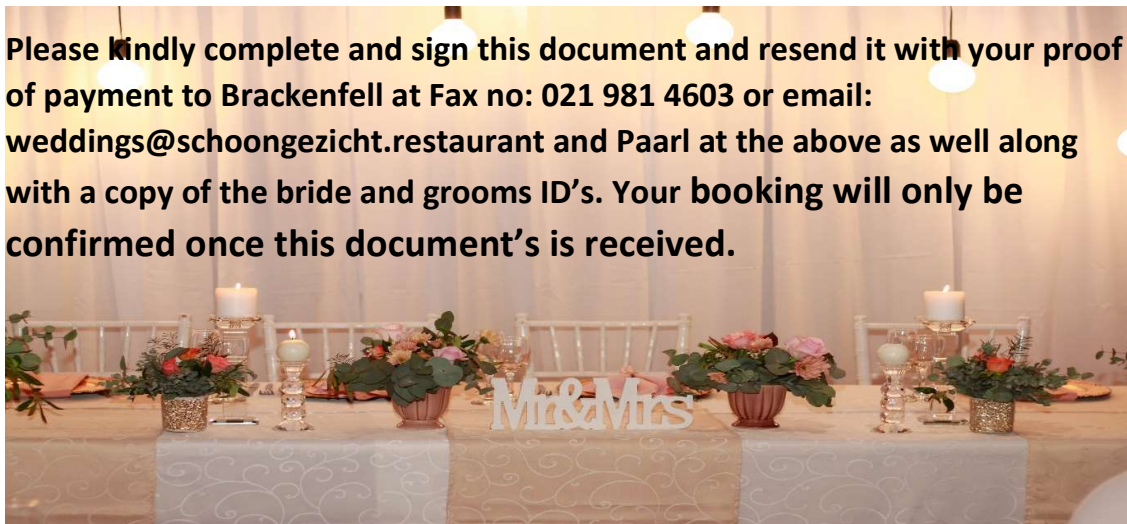 Please kindly complete and sign this document and resend it with your proof
of payment to Brackenfell at Fax no: 021 981 4603 or email:
weddings@schoongezicht.restaurant and Paarl at the above as well along
with a copy of the bride and grooms ID’s. Your booking will only be
confirmed once this document’s is received.
Mr&Mrs